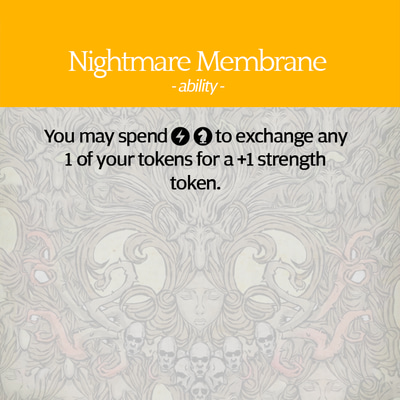 Nightmare Membrane
- ability -
You may spend to exchange any
1 of your tokens for a +1 strength
token.